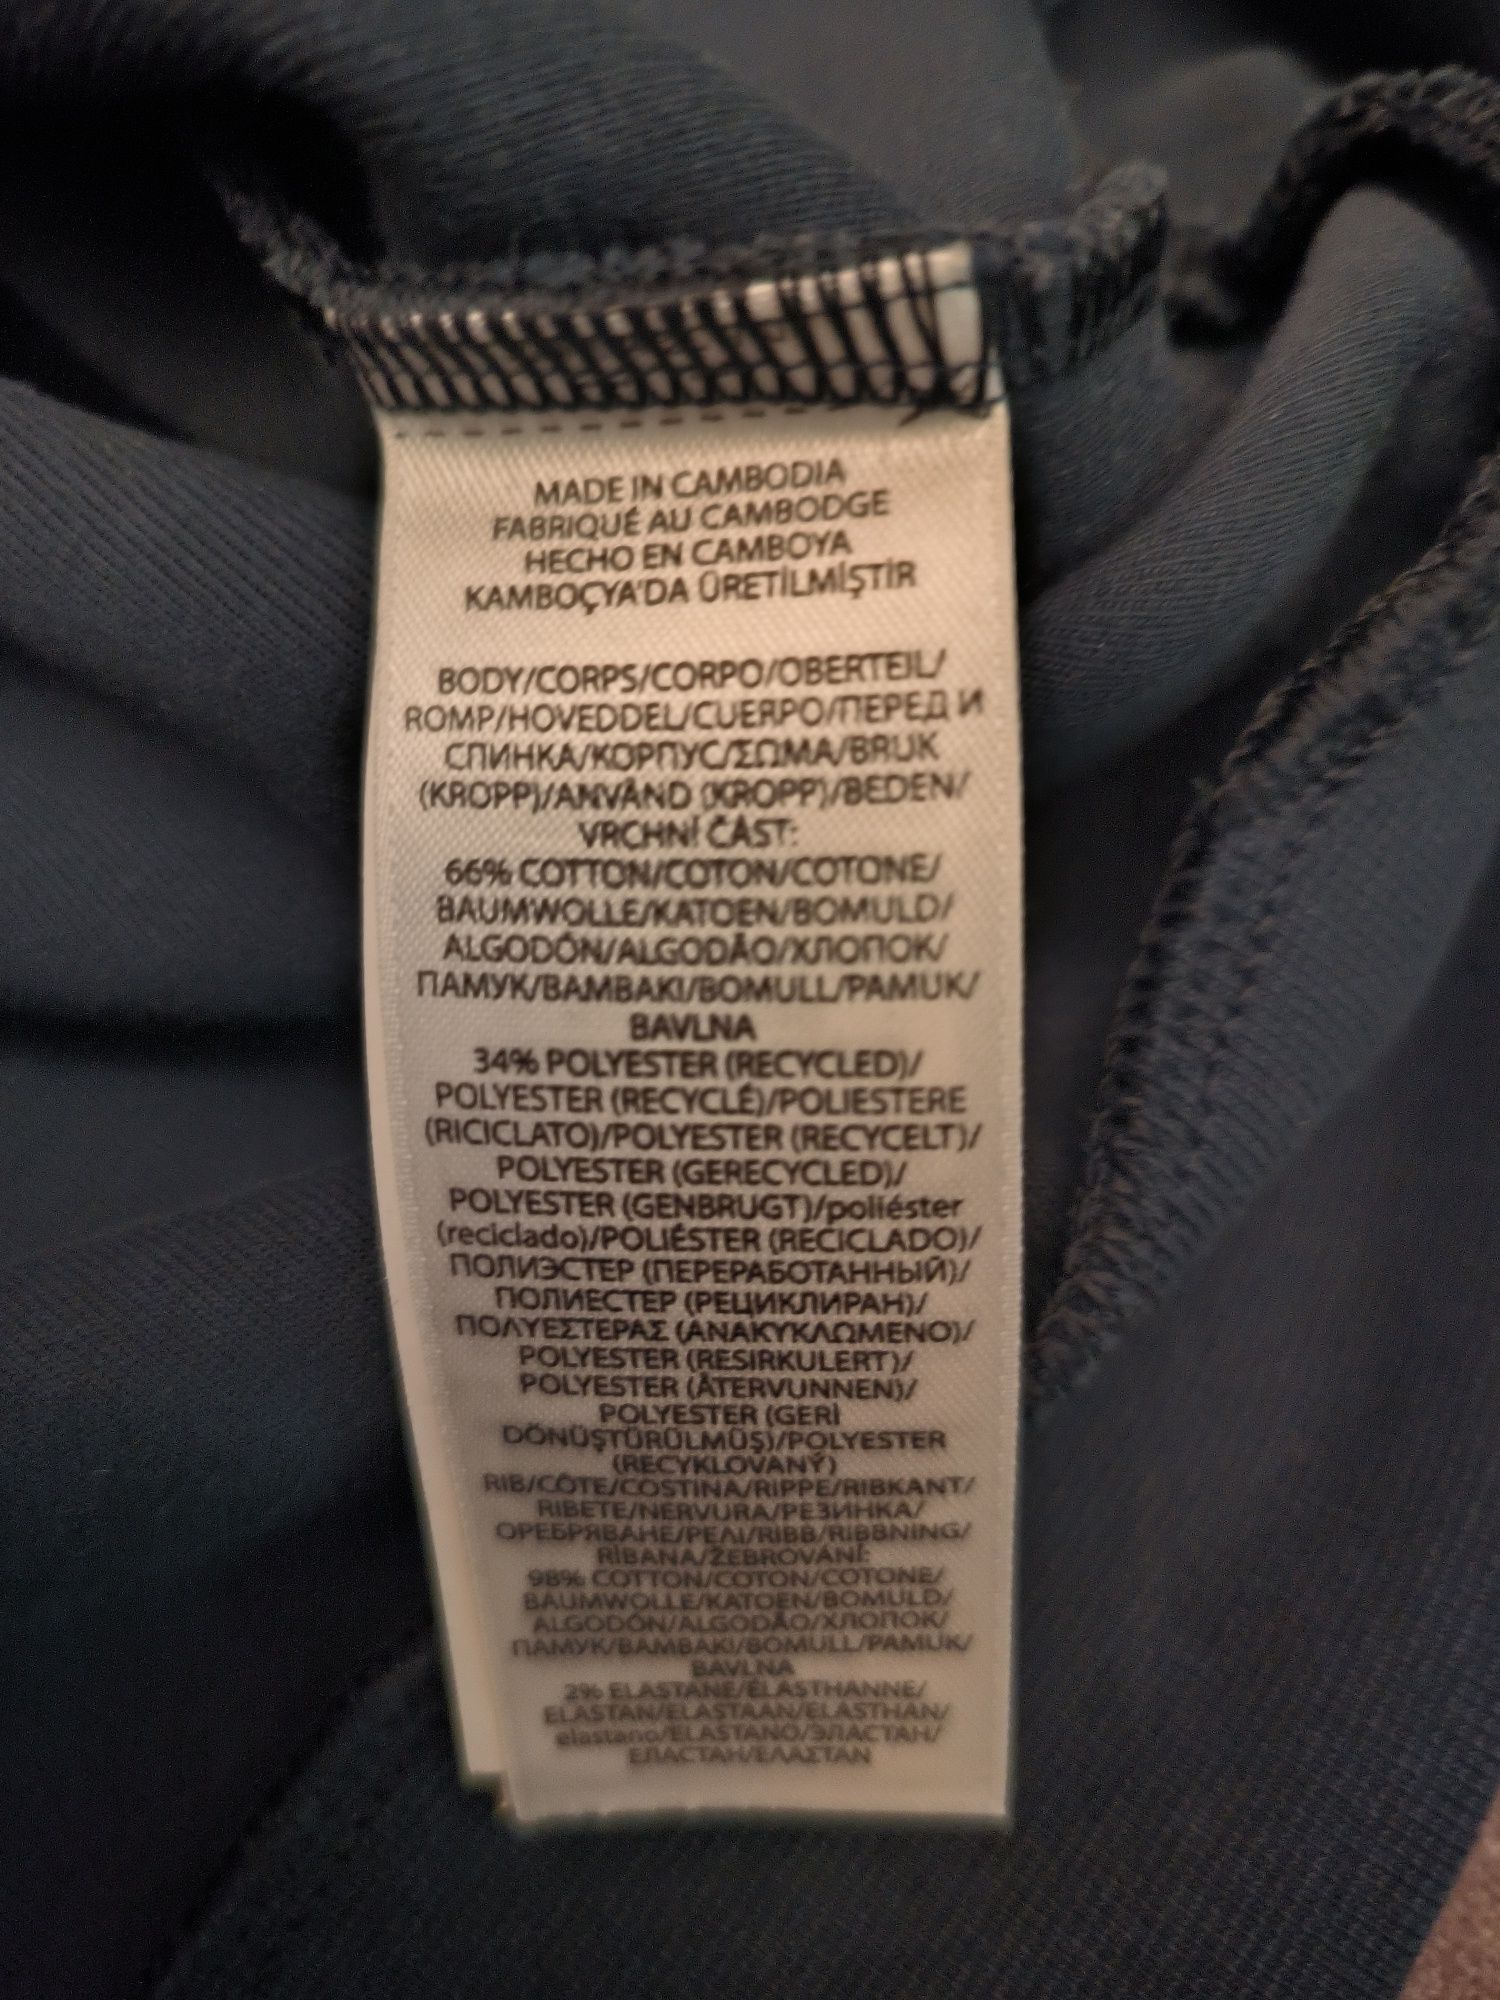 MADE IN CAMBODIA
FABRIQUÉ AU CAMBODGE
HECHO EN CAMBOYA
KAMBOÇYA'DA ÜRETİLMİŞTİR
BODY/CORPS/CORPO/OBERTEIL/
ROMP/HOVEDDEL/CUERPO/ПЕРЕД И
СПИНКА/КОРПУС/ΣΩΜΑ/BRUK
(KROPP)/ANVÄND (KROPP)/BEDEN/
VRCHNÍ ČÁST:
66% COTTON/COTON/COTONE/
BAUMWOLLE/KATOEN/BOMULD/
ALGODÓN/ALGODÃO/ХЛОПОК/
ПАМУК/ΒΑΜΒΑΚΙ/BOMULL/PAMUK/
BAVLNA
34% POLYESTER (RECYCLED)/
POLYESTER (RECYCLÉ)/POLIESTERE
(RICICLATO)/POLYESTER (RECYCELT)/
POLYESTER (GERECYCLED)/
POLYESTER (GENBRUGT)/poliéster
(reciclado)/POLIÉSTER (RECICLADO)/
ПОЛИЭСТЕР (ПЕРЕРАБОТАННЫЙ)/
ПОЛИЕСТЕР (РЕЦИКЛИРАН)/
ΠΟΛΥΕΣΤΕΡΑΣ (ΑΝΑΚΥΚΛΩΜΕΝΟ)/
POLYESTER (RESIRKULERT)/
POLYESTER (ÅTERVUNNEN)/
POLYESTER (GERİ
DÖNÜŞTÜRÜLMÜŞ)/POLYESTER
(RECYKLOVANÝ)
RIB/CÔTE/COSTINA/RIPPE/RIBKANT/
RIBETE/NERVURA/РЕЗИНКА/
ОРЕБРЯВАНЕ/ΡΕΛΙ/RIBB/RIBBNING/
RİBANA/ŽEBROVÁNÍ:
98% COTTON/COTON/COTONE/
BAUMWOLLE/KATOEN/BOMULD/
ALGODÓN/ALGODÃO/ХЛОПОК/
ПАМУК/ΒΑΜΒΑΚΙ/BOMULL/PAMUK/
BAVLNA
2% ELASTANE/ÉLASTHANNE/
ELASTAN/ELASTAAN/ELASTHAN/
elastano/ELASTANO/ЭЛАСТАН/
ЕЛАСТАН/ΕΛΑΣΤΑΝ